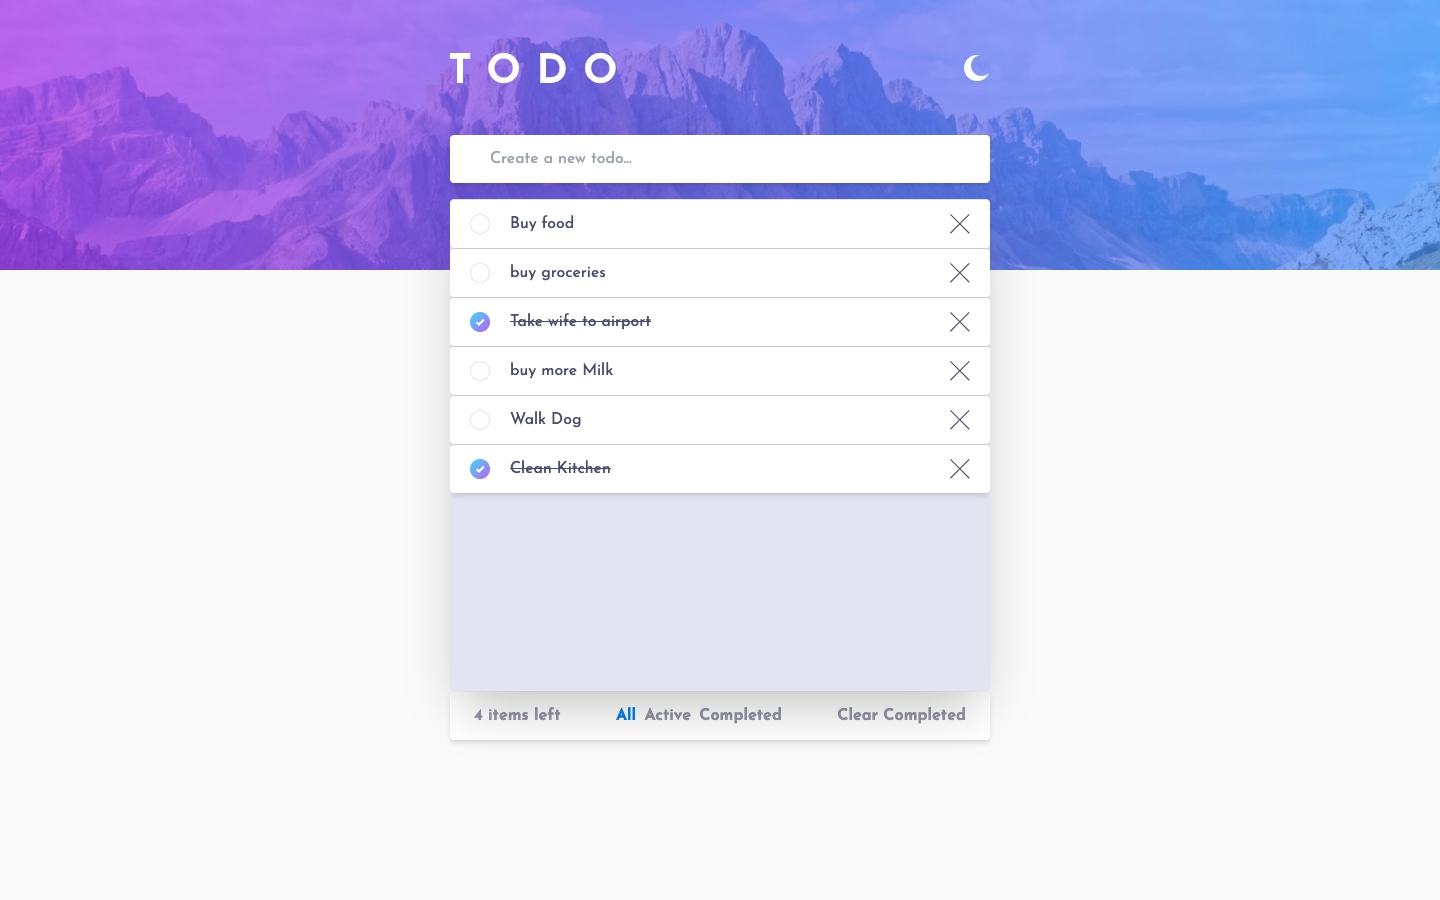 TODO
Create a new todo...
Buy food
buy groceries
Take wife to airport
buy more Milk
Walk Dog
Clean Kitchen
4 items left All Active Completed Clear Completed